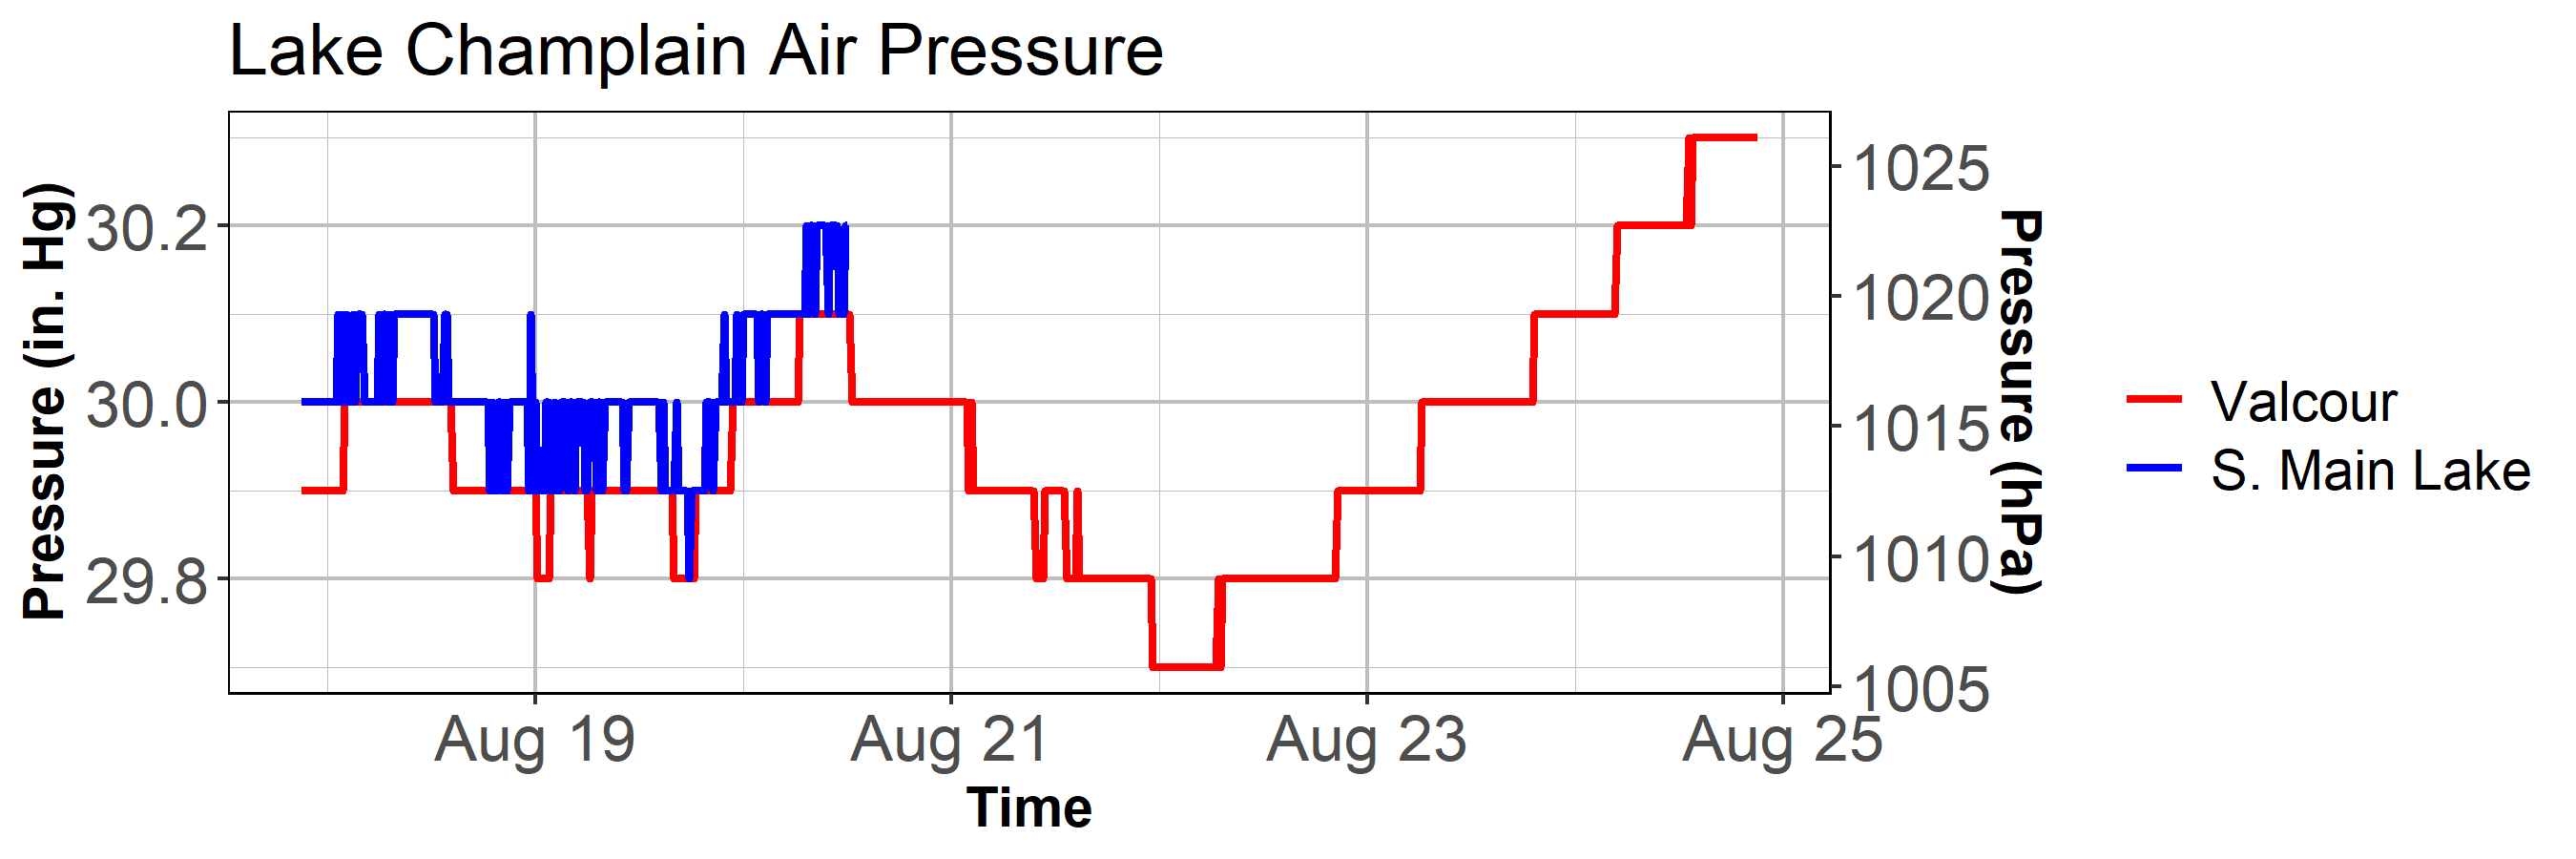 Lake Champlain Air Pressure
Pressure (in. Hg)
30.2
30.0
29.8
1025
1020
1015
1010
1005
Pressure (hPa)
Aug 19
Aug 21
Aug 23
Aug 25
Time
Valcour
S. Main Lake